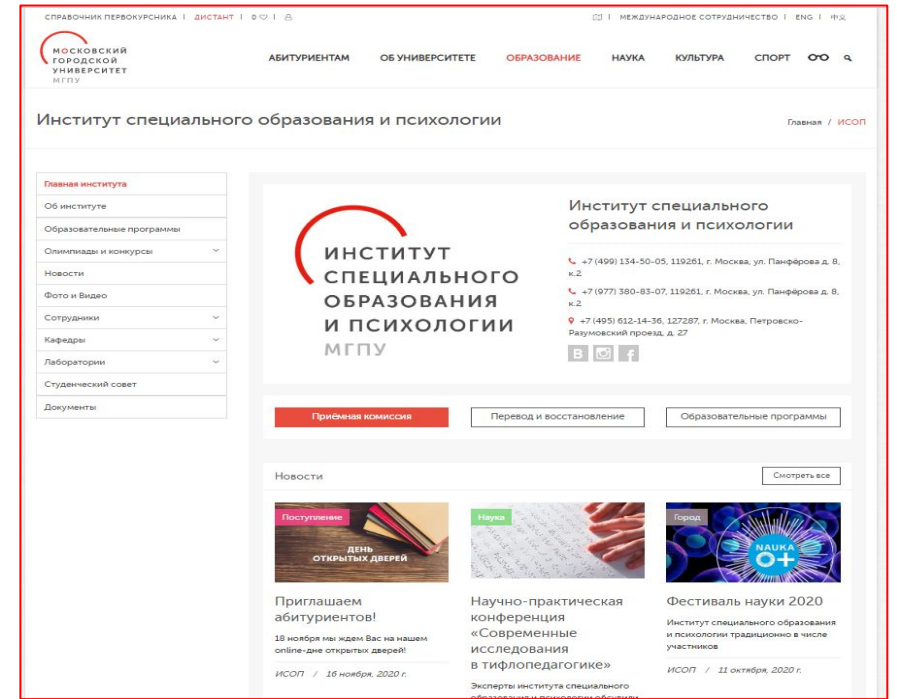 СПРАВОЧНИК ПЕРВОКУРСНИКА | ДИСТАНТ | 0 | МЕЖДУНАРОДНОЕ СОТРУДНИЧЕСТВО | ENG | 中文
МОСКОВСКИЙ
ГОРОДСКОЙ
УНИВЕРСИТЕТ
МГПУ
АБИТУРИЕНТАМ ОБ УНИВЕРСИТЕТЕ ОБРАЗОВАНИЕ НАУКА КУЛЬТУРА СПОРТ
Институт специального образования и психологии
Главная / ИСОП
Главная института
Об институте
Образовательные программы
Олимпиады и конкурсы
Новости
Фото и Видео
Сотрудники
Кафедры
Лаборатории
Студенческий совет
Документы
ИНСТИТУТ
СПЕЦИАЛЬНОГО
ОБРАЗОВАНИЯ
И ПСИХОЛОГИИ
МГПУ
Институт специального
образования и психологии
+7 (499) 134-50-05, 119261, г. Москва, ул. Панфёрова д. 8,
к.2
+7 (977) 380-83-07, 119261, г. Москва, ул. Панфёрова д. 8,
к.2
+7 (495) 612-14-36, 127287, г. Москва, Петровско-
Разумовский проезд, д. 27
Приёмная комиссия
Перевод и восстановление
Образовательные программы
Новости
Смотреть все
Поступление
ДЕНЬ
ОТКРЫТЫХ ДВЕРЕЙ
Приглашаем
абитуриентов!
18 ноября мы ждем Вас на нашем
online-дне открытых дверей!
ИСОП / 16 ноября, 2020 г.
Наука
Научно-практическая
конференция
«Современные
исследования
в тифлопедагогике»
Эксперты института специального
образования и психологии обсудили
Город
NAUKA
0+
Фестиваль науки 2020
Институт специального образования
и психологии традиционно в числе
участников
ИСОП / 11 октября, 2020 г.